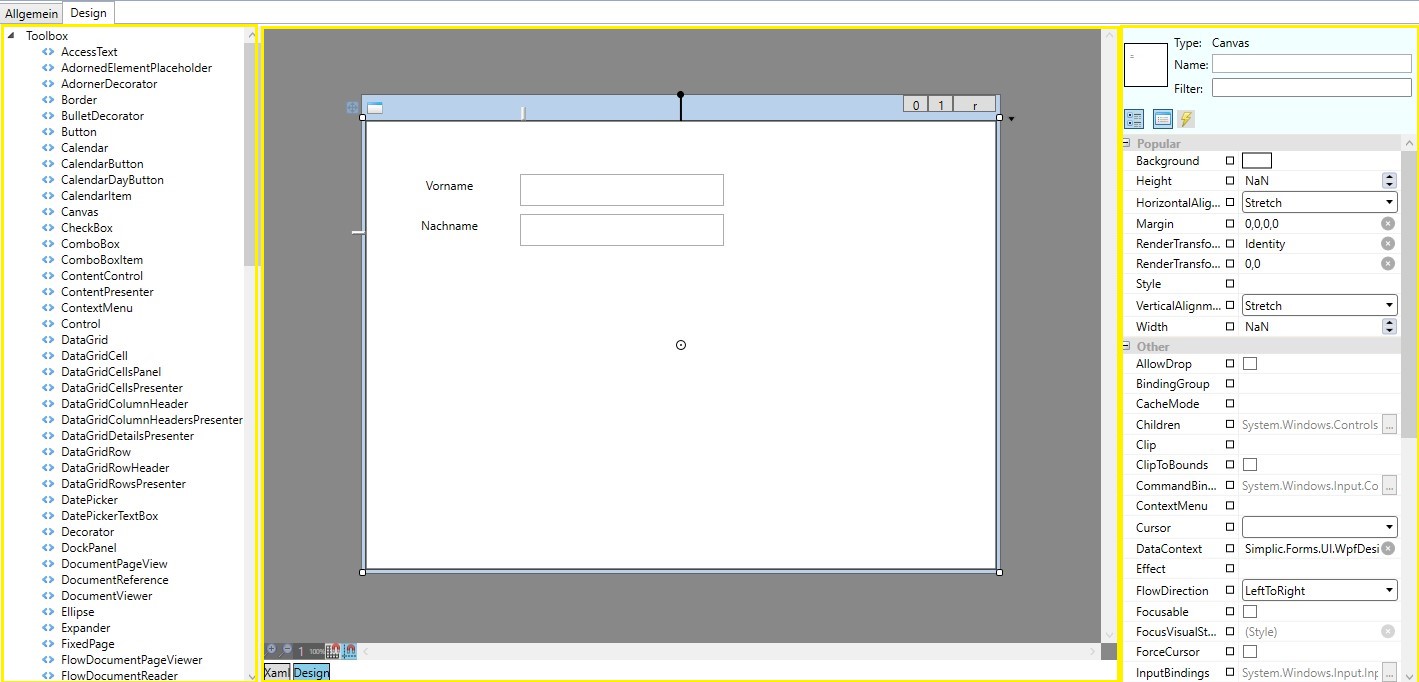 Allgemein Design
Toolbox
AccessText
AdornedElementPlaceholder
AdornerDecorator
Border
BulletDecorator
Button
Calendar
CalendarButton
CalendarDayButton
CalendarItem
Canvas
CheckBox
ComboBox
ComboBoxItem
ContentControl
ContentPresenter
ContextMenu
Control
DataGrid
DataGridCell
DataGridCellsPanel
DataGridCellsPresenter
DataGridColumnHeader
DataGridColumnHeadersPresenter
DataGridDetailsPresenter
DataGridRow
DataGridRowHeader
DataGridRowsPresenter
DatePicker
DatePickerTextBox
Decorator
DockPanel
DocumentPageView
DocumentReference
DocumentViewer
Ellipse
Expander
FixedPage
FlowDocumentPageViewer
FlowDocumentReader
0 1 r
Vorname
Nachname
1 100%
Xaml Design
Type: Canvas
Name:
Filter:
Popular
Background
Height NaN
HorizontalAlig... Stretch
Margin 0,0,0,0
RenderTransfo... Identity
RenderTransfo... 0,0
Style
VerticalAlignm... Stretch
Width NaN
Other
AllowDrop
BindingGroup
CacheMode
Children System.Windows.Controls ...
Clip
ClipToBounds
CommandBin... System.Windows.Input.Co ...
ContextMenu
Cursor
DataContext Simplic.Forms.UI.WpfDesi
Effect
FlowDirection LeftToRight
Focusable
FocusVisualSt... (Style)
ForceCursor
InputBindings System.Windows.Input.Inp ...